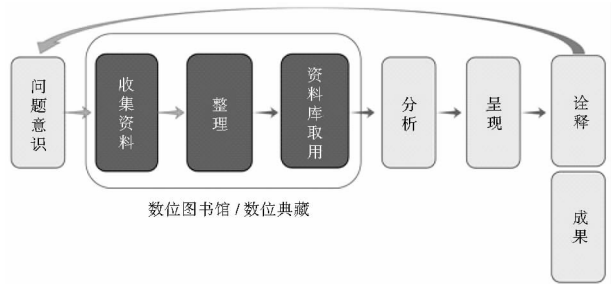 问题意识
收集资料
整理
资料库取用
分析
呈现
诠释
数位图书馆 / 数位典藏
成果